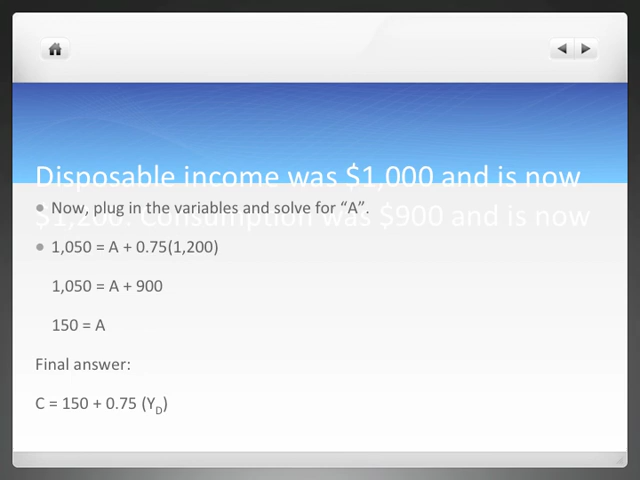 Disposable income was $1,000 and is now
$1,200. Consumption was $900 and is now
Now, plug in the variables and solve for “A”.
1,050 = A + 0.75(1,200)
1,050 = A + 900
150 = A
Final answer:
C = 150 + 0.75 (YD)